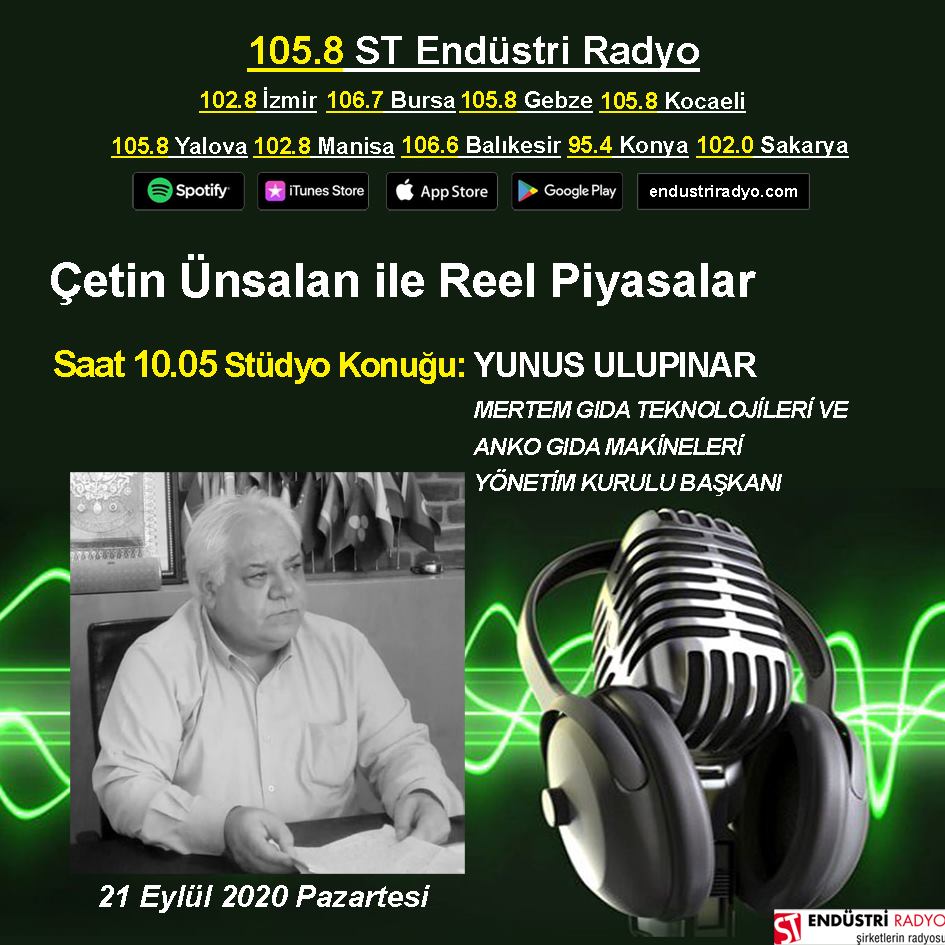 105.8 ST Endüstri Radyo
102.8 İzmir 106.7 Bursa 105.8 Gebze 105.8 Kocaeli
105.8 Yalova 102.8 Manisa 106.6 Balıkesir 95.4 Konya 102.0 Sakarya
Spotify iTunes Store App Store Google Play endustriradyo.com
Çetin Ünsalan ile Reel Piyasalar
Saat 10.05 Stüdyo Konuğu: YUNUS ULUPINAR
MERTEM GIDA TEKNOLOJİLERİ VE
ANKO GIDA MAKİNELERİ
YÖNETİM KURULU BAŞKANI
21 Eylül 2020 Pazartesi
ST ENDÜSTRİ RADYO
şirketlerin radyosu